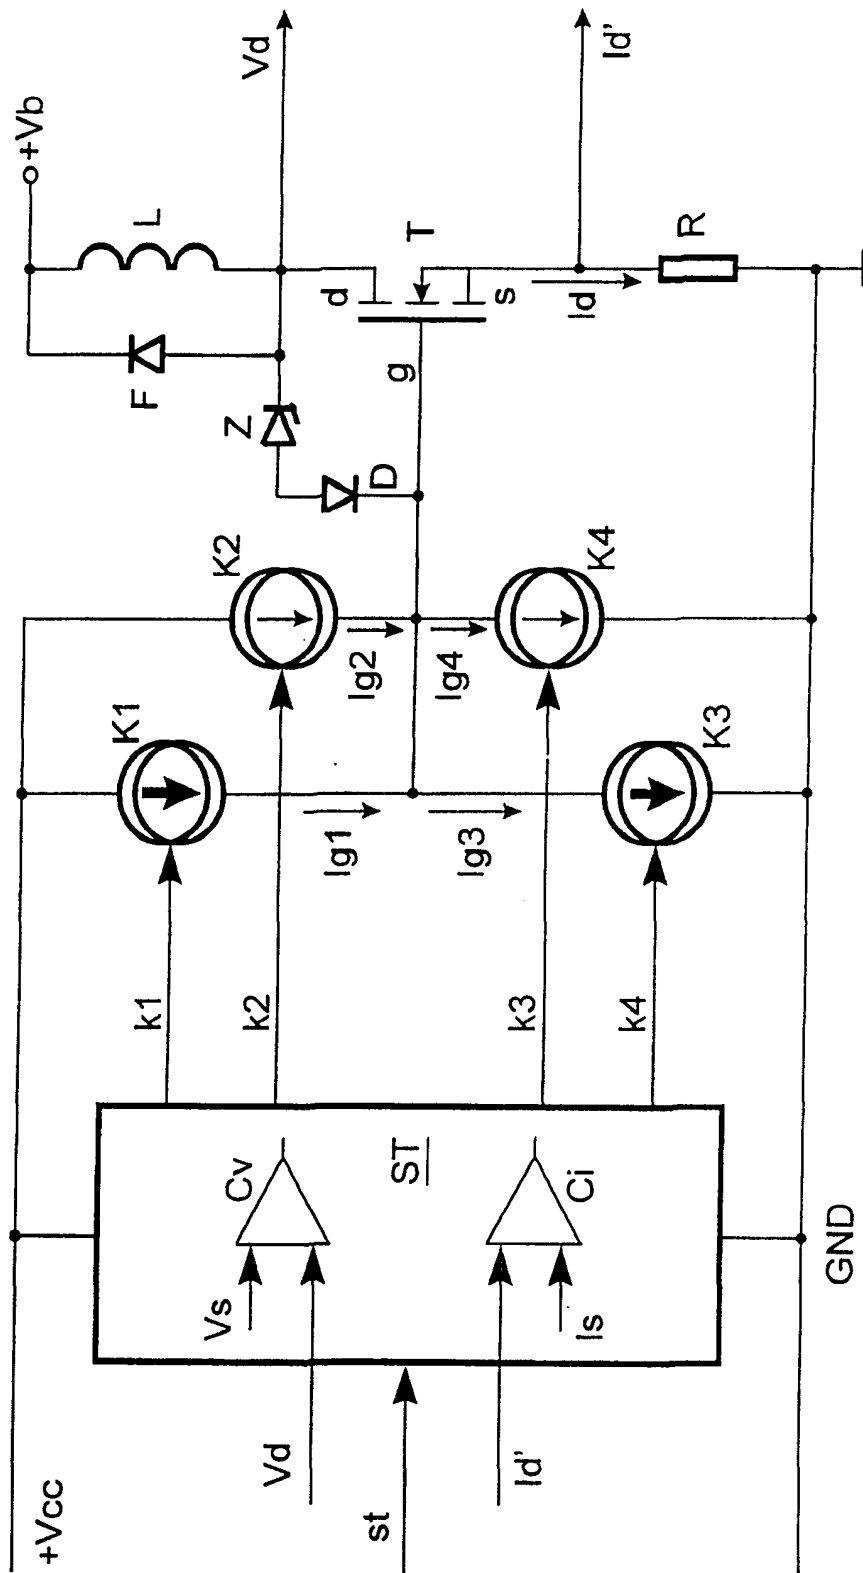 +Vcc
st
Vd
Id'
Vs
Is
Cv
ST
Ci
GND
k1
k2
k3
k4
K1
Ig1
Ig3
K3
K2
Ig2
Ig4
K4
D
Z
F
g
d
s
T
L
+Vb
Id
R
Vd
Id'